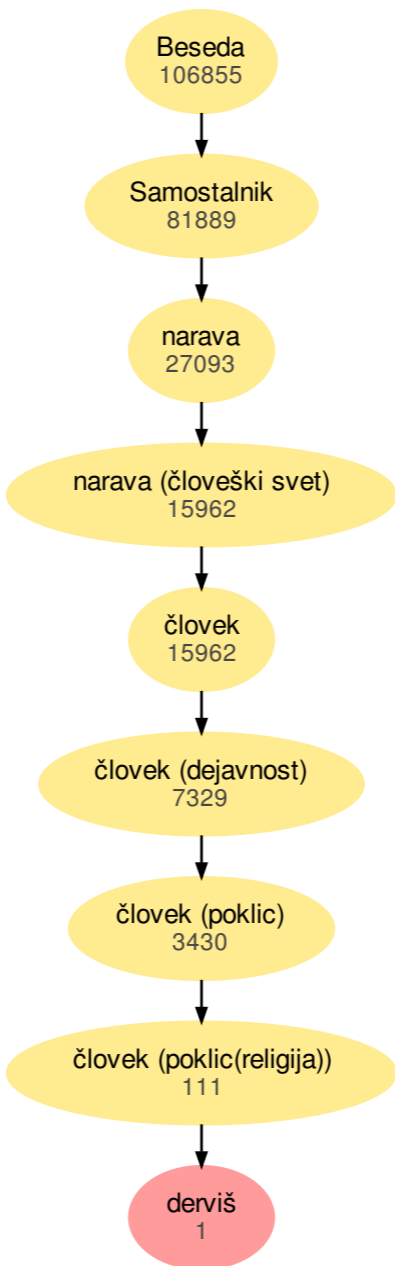 Beseda
106855
Samostalnik
81889
narava
27093
narava (človeški svet)
15962
človek
15962
človek (dejavnost)
7329
človek (poklic)
3430
človek (poklic(religija))
111
derviš
1